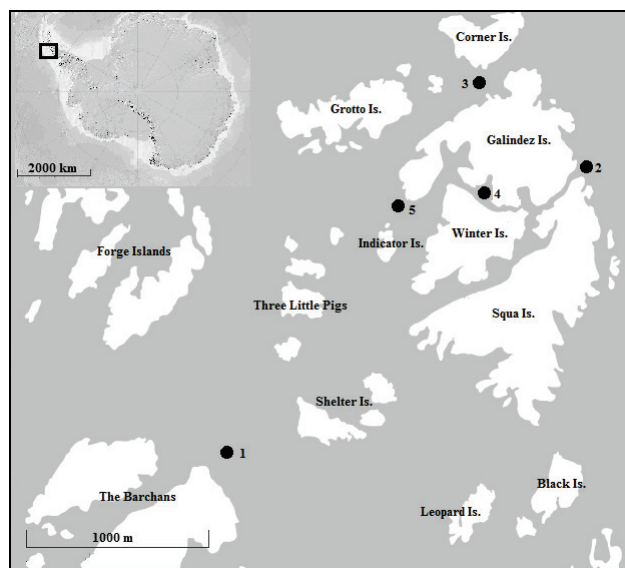 Corner Is.
3
Grotto Is.
Galindez Is.
2000 km
2
4
5
Winter Is.
Indicator Is.
Forge Islands
Three Little Pigs
Squa Is.
Shelter Is.
1
Black Is.
The Barchans
Leopard Is.
1000 m